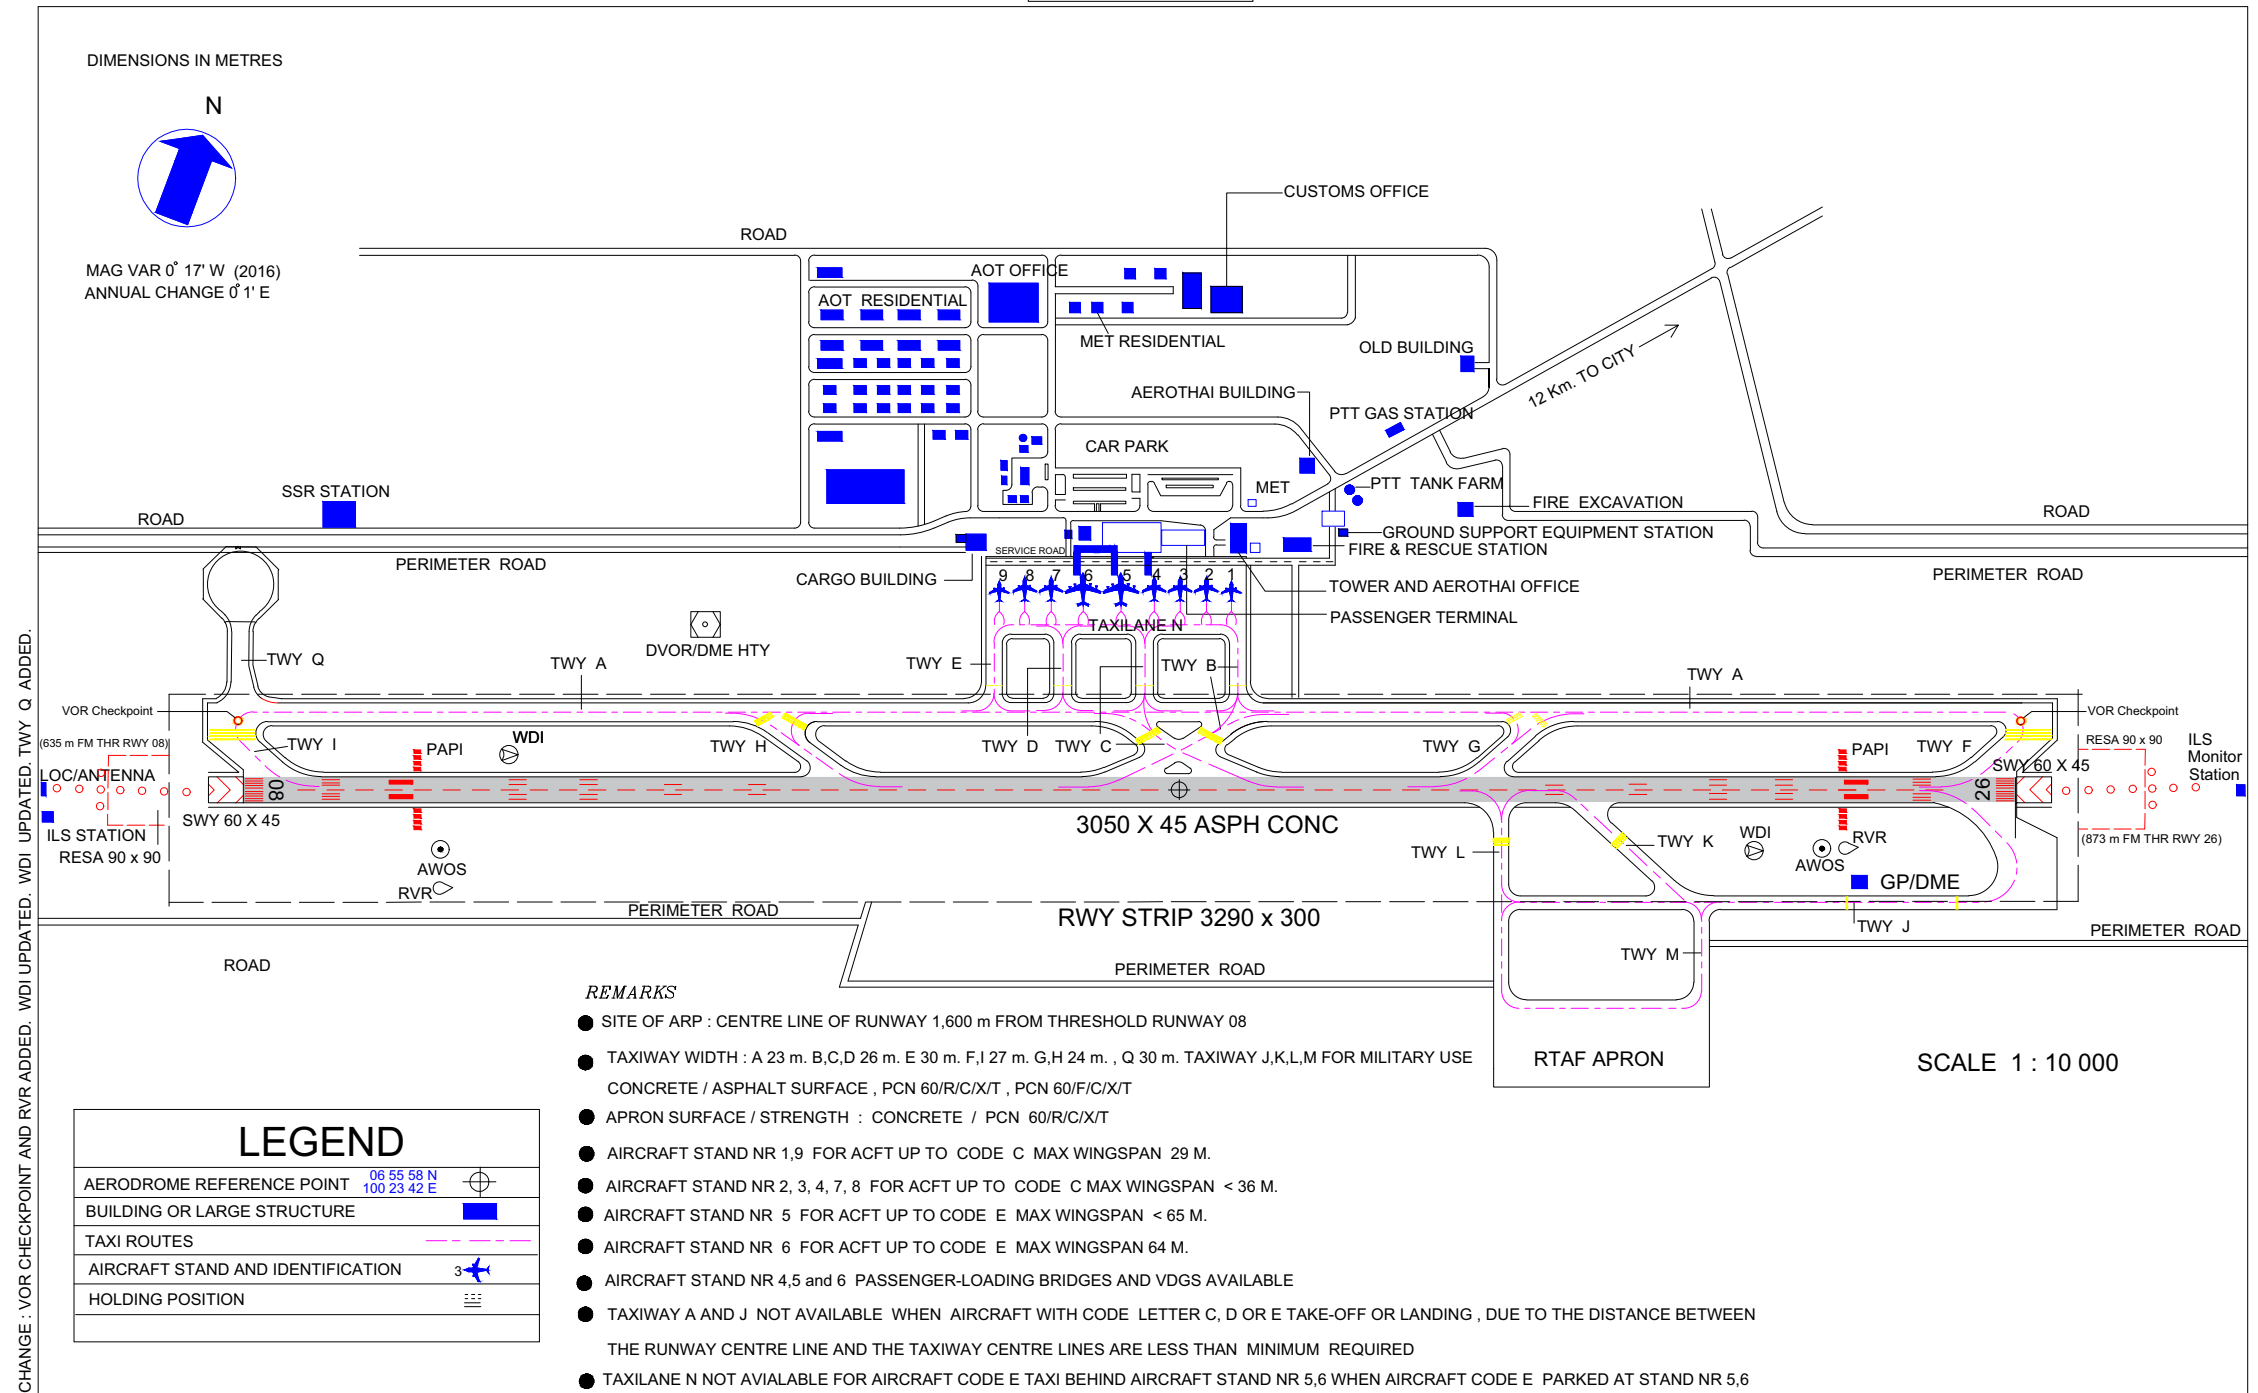 DIMENSIONS IN METRES
N
MAG VAR 0° 17' W (2016)
ANNUAL CHANGE 0° 1' E
CUSTOMS OFFICE
ROAD
AOT OFFICE
AOT RESIDENTIAL
MET RESIDENTIAL
OLD BUILDING
12 Km. TO CITY
AEROTHAI BUILDING
PTT GAS STATION
CAR PARK
SSR STATION
MET
PTT TANK FARM
FIRE EXCAVATION
ROAD
ROAD
GROUND SUPPORT EQUIPMENT STATION
SERVICE ROAD
FIRE & RESCUE STATION
PERIMETER ROAD
PERIMETER ROAD
CARGO BUILDING
9 8 7 6 5 4 3 2 1
TOWER AND AEROTHAI OFFICE
PASSENGER TERMINAL
TAXILANE N
DVOR/DME HTY
TWY Q
TWY A
TWY E
TWY B
TWY A
VOR Checkpoint
VOR Checkpoint
(635 m FM THR RWY 08)
TWY I
PAPI
WDI
TWY H
TWY D
TWY C
TWY G
PAPI
TWY F
RESA 90 x 90
ILS
Monitor
Station
LOC/ANTENNA
SWY 60 X 45
08
26
ILS STATION
SWY 60 X 45
RESA 90 x 90
3050 X 45 ASPH CONC
AWOS
RVR
TWY L
TWY K
WDI
RVR
AWOS
(873 m FM THR RWY 26)
GP/DME
PERIMETER ROAD
RWY STRIP 3290 x 300
TWY J
PERIMETER ROAD
TWY M
ROAD
PERIMETER ROAD
RTAF APRON
SCALE 1 : 10 000
REMARKS
SITE OF ARP : CENTRE LINE OF RUNWAY 1,600 m FROM THRESHOLD RUNWAY 08
TAXIWAY WIDTH : A 23 m. B,C,D 26 m. E 30 m. F,I 27 m. G,H 24 m. , Q 30 m. TAXIWAY J,K,L,M FOR MILITARY USE
CONCRETE / ASPHALT SURFACE , PCN 60/R/C/X/T , PCN 60/F/C/X/T
APRON SURFACE / STRENGTH : CONCRETE / PCN 60/R/C/X/T
AIRCRAFT STAND NR 1,9 FOR ACFT UP TO CODE C MAX WINGSPAN 29 M.
AIRCRAFT STAND NR 2, 3, 4, 7, 8 FOR ACFT UP TO CODE C MAX WINGSPAN < 36 M.
AIRCRAFT STAND NR 5 FOR ACFT UP TO CODE E MAX WINGSPAN < 65 M.
AIRCRAFT STAND NR 6 FOR ACFT UP TO CODE E MAX WINGSPAN 64 M.
AIRCRAFT STAND NR 4,5 and 6 PASSENGER-LOADING BRIDGES AND VDGS AVAILABLE
TAXIWAY A AND J NOT AVAILABLE WHEN AIRCRAFT WITH CODE LETTER C, D OR E TAKE-OFF OR LANDING , DUE TO THE DISTANCE BETWEEN
THE RUNWAY CENTRE LINE AND THE TAXIWAY CENTRE LINES ARE LESS THAN MINIMUM REQUIRED
TAXILANE N NOT AVIALABLE FOR AIRCRAFT CODE E TAXI BEHIND AIRCRAFT STAND NR 5,6 WHEN AIRCRAFT CODE E PARKED AT STAND NR 5,6
LEGEND
AERODROME REFERENCE POINT 06 55 58 N
100 23 42 E
BUILDING OR LARGE STRUCTURE
TAXI ROUTES
AIRCRAFT STAND AND IDENTIFICATION 3
HOLDING POSITION
CHANGE : VOR CHECKPOINT AND RVR ADDED. WDI UPDATED. WDI UPDATED. TWY Q ADDED.